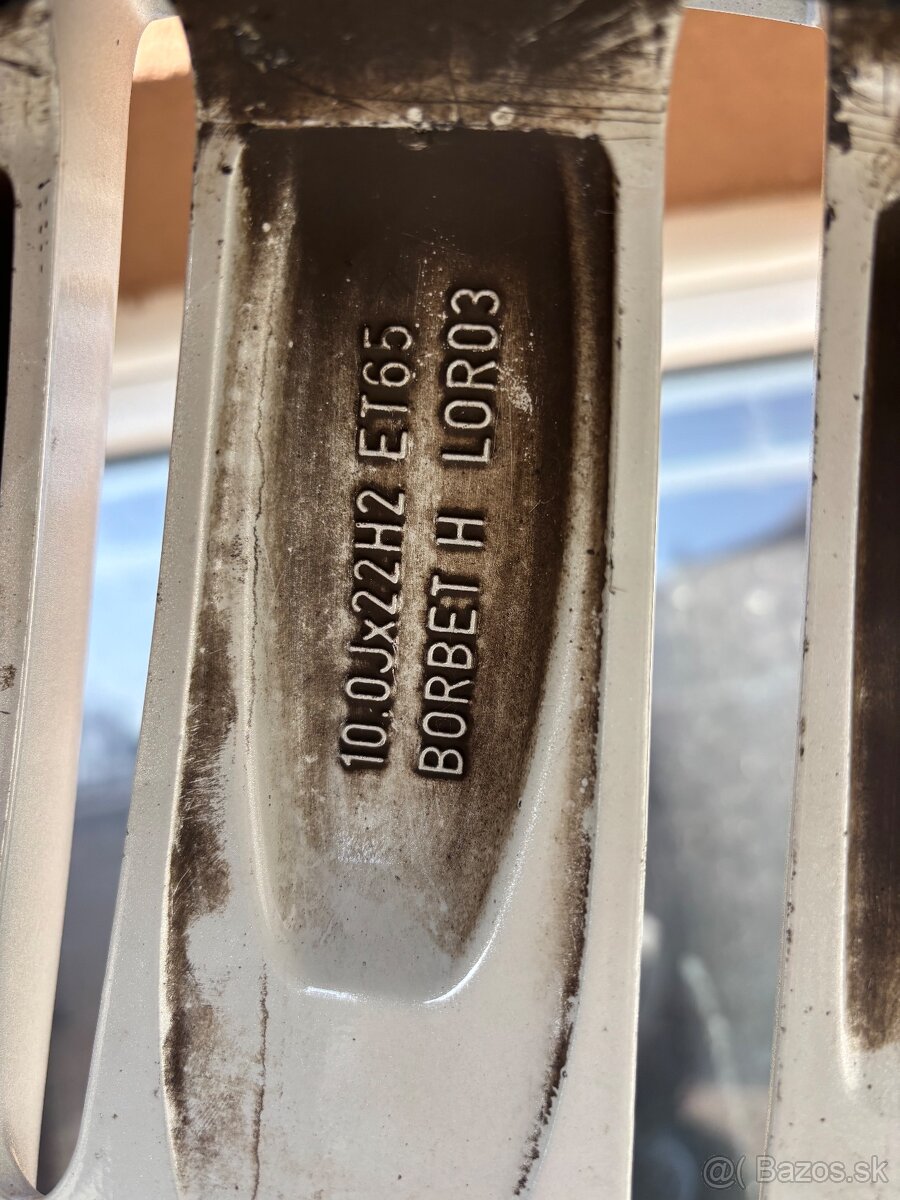 10.0Jx22H2 ET65
BORBET H LOR03
@( Bazos.sk